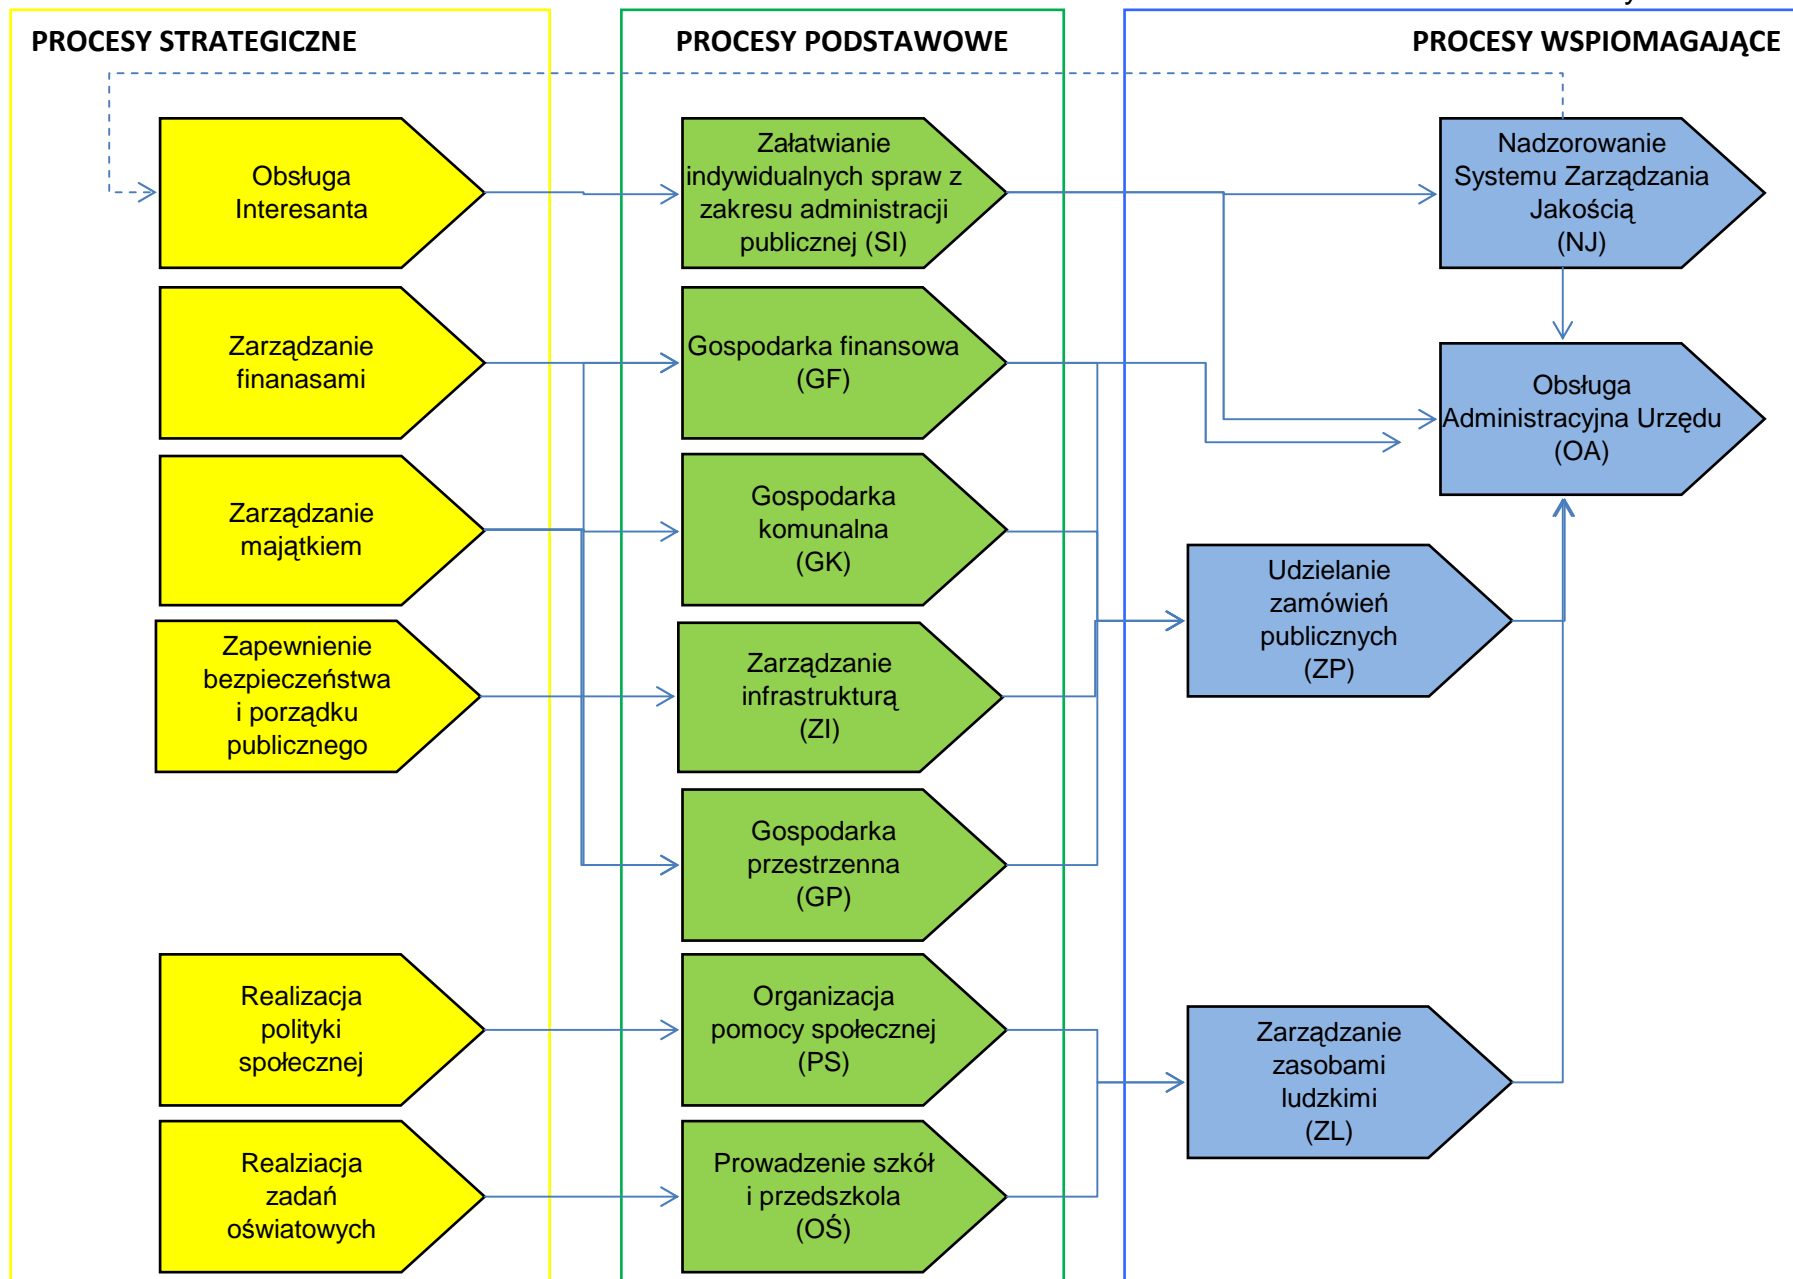 PROCESY STRATEGICZNE
PROCESY PODSTAWOWE
PROCESY WSPIOMAGAJĄCE
Obsługa
Interesanta
Załatwianie
indywidualnych spraw z
zakresu administracji
publicznej (SI)
Nadzorowanie
Systemu Zarządzania
Jakością
(NJ)
Zarządzanie
finanasami
Gospodarka finansowa
(GF)
Obsługa
Administracyjna Urzędu
(OA)
Zarządzanie
majątkiem
Gospodarka
komunalna
(GK)
Udzielanie
zamówień
publicznych
(ZP)
Zapewnienie
bezpieczeństwa
i porządku
publicznego
Zarządzanie
infrastrukturą
(ZI)
Gospodarka
przestrzenna
(GP)
Realizacja
polityki
społecznej
Organizacja
pomocy społecznej
(PS)
Zarządzanie
zasobami
ludzkimi
(ZL)
Realziacja
zadań
oświatowych
Prowadzenie szkół
i przedszkola
(OŚ)